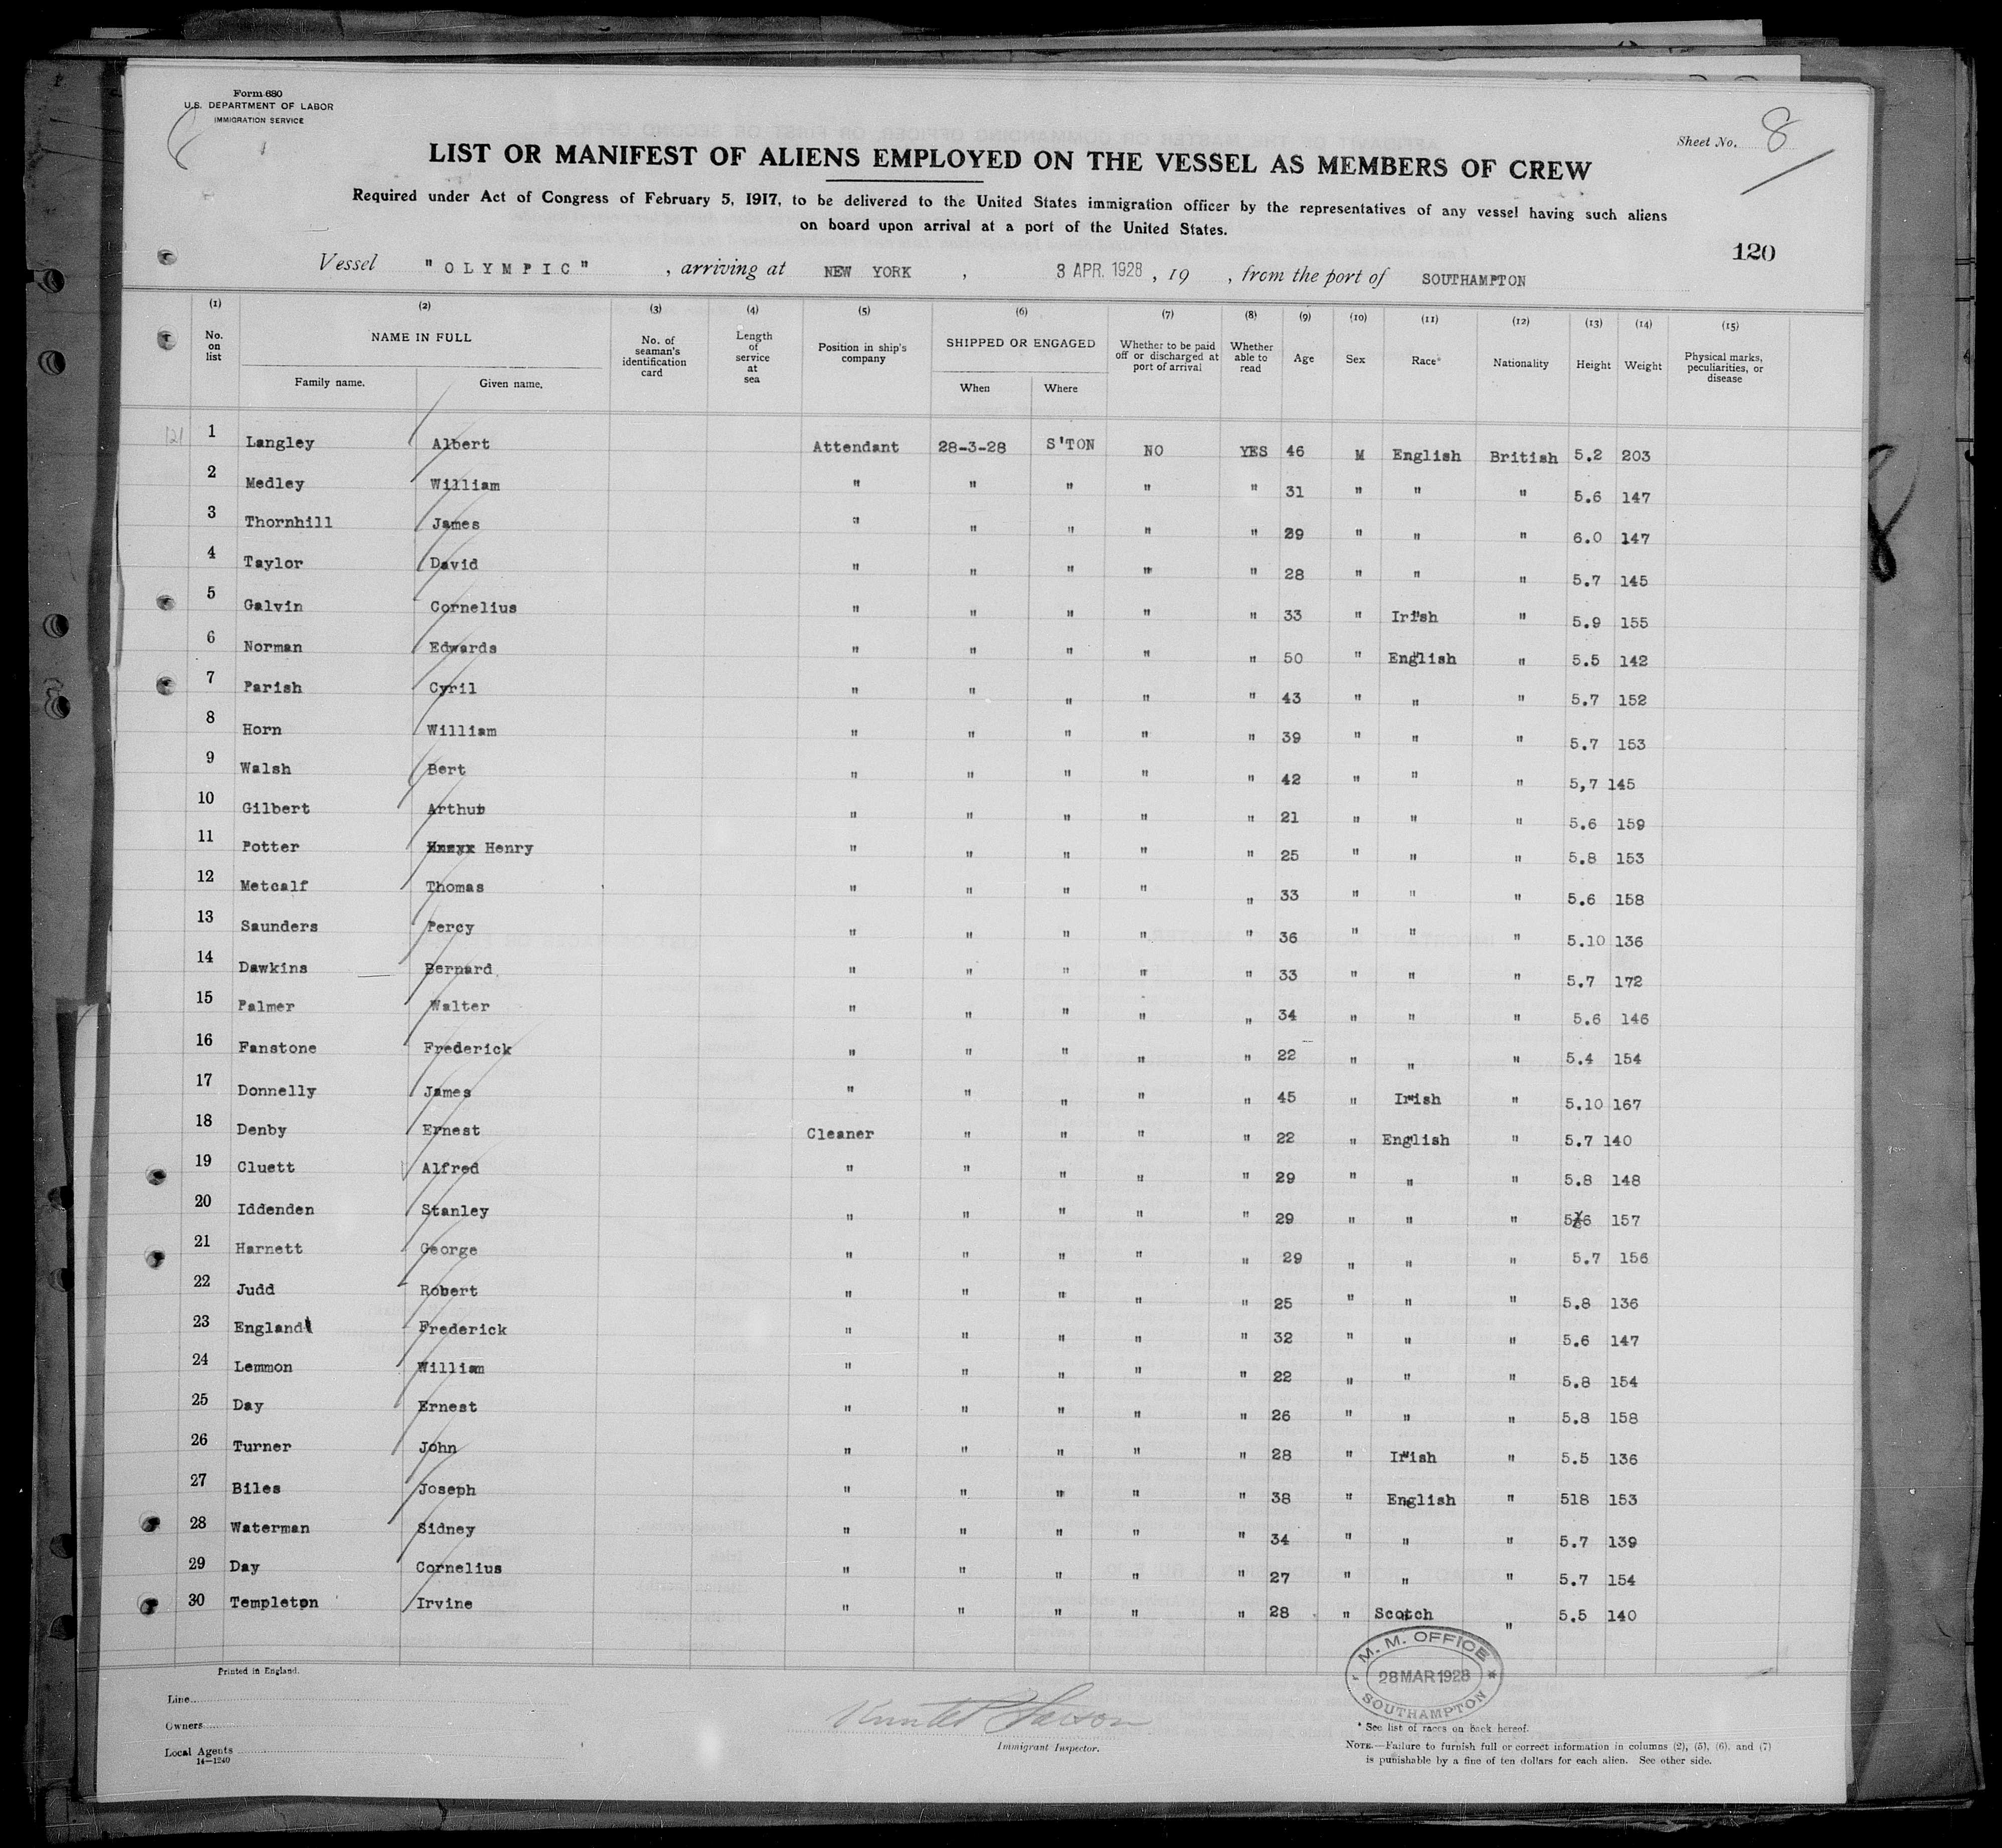 Form 680
U.S. DEPARTMENT OF LABOR
IMMIGRATION SERVICE
Sheet No. 8
LIST OR MANIFEST OF ALIENS EMPLOYED ON THE VESSEL AS MEMBERS OF CREW
Required under Act of Congress of February 5, 1917, to be delivered to the United States immigration officer by the representatives of any vessel having such aliens
on board upon arrival at a port of the United States.
120
Vessel "OLYMPIC", arriving at NEW YORK, 3 APR. 1928, 19 , from the port of SOUTHAMPTON
(1) (2) (3) (4) (5) (6) (7) (8) (9) (10) (11) (12) (13) (14) (15)
No. on list NAME IN FULL Family name. Given name. No. of seaman's identification card Length of service at sea Position in ship's company SHIPPED OR ENGAGED When Where Whether to be paid off or discharged at port of arrival Whether able to read Age Sex Race* Nationality Height Weight Physical marks, peculiarities, or disease
1 Langley Albert Attendant 28-3-28 S'TON NO YES 46 M English British 5.2 203
2 Medley William " " " " " 31 " " " 5.6 147
3 Thornhill James " " " " " 29 " " " 6.0 147
4 Taylor David " " " " " 28 " " " 5.7 145
5 Galvin Cornelius " " " " " 33 " Irish " 5.9 155
6 Norman Edwards " " " " " 50 " English " 5.5 142
7 Parish Cyril " " " " " 43 " " " 5.7 152
8 Horn William " " " " " 39 " " " 5.7 153
9 Walsh Bert " " " " " 42 " " " 5,7 145
10 Gilbert Arthur " " " " " 21 " " " 5.6 159
11 Potter Henry " " " " " 25 " " " 5.8 153
12 Metcalf Thomas " " " " " 33 " " " 5.6 158
13 Saunders Percy " " " " " 36 " " " 5.10 136
14 Dawkins Bernard " " " " " 33 " " " 5.7 172
15 Palmer Walter " " " " " 34 " " " 5.6 146
16 Fanstone Frederick " " " " " 22 " " " 5.4 154
17 Donnelly James " " " " " 45 " Irish " 5.10 167
18 Denby Ernest Cleaner " " " " 22 " English " 5.7 140
19 Cluett Alfred " " " " " 29 " " " 5.8 148
20 Iddenden Stanley " " " " " 29 " " " 5.6 157
21 Harnett George " " " " " 29 " " " 5.7 156
22 Judd Robert " " " " " 25 " " " 5.8 136
23 England Frederick " " " " " 32 " " " 5.6 147
24 Lemmon William " " " " " 22 " " " 5.8 154
25 Day Ernest " " " " " 26 " " " 5.8 158
26 Turner John " " " " " 28 " Irish " 5.5 136
27 Biles Joseph " " " " " 38 " English " 518 153
28 Waterman Sidney " " " " " 34 " " " 5.7 139
29 Day Cornelius " " " " " 27 " " " 5.7 154
30 Templeton Irvine " " " " " 28 " Scotch " 5.5 140
Printed in England.
M. M. OFFICE
28 MAR 1928
SOUTHAMPTON
Line
Owners
Local Agents
14-1240
Immigrant Inspector.
* See list of races on back hereof.
NOTE.—Failure to furnish full or correct information in columns (2), (5), (6), and (7)
is punishable by a fine of ten dollars for each alien. See other side.
8